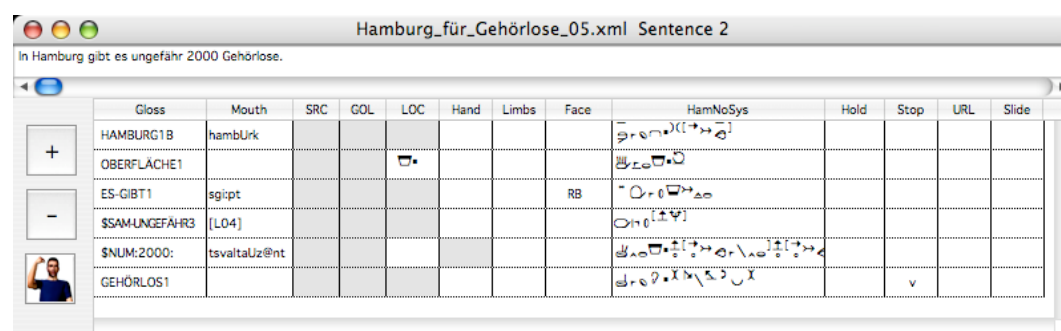 Hamburg_für_Gehörlose_05.xml Sentence 2
In Hamburg gibt es ungefähr 2000 Gehörlose.
Gloss Mouth SRC GOL LOC Hand Limbs Face HamNoSys Hold Stop URL Slide
HAMBURG1B hambUrk
OBERFLÄCHE1
ES-GIBT1 sgi:pt RB
$SAM-UNGEFÄHR3 [L04]
$NUM:2000: tsvaltaUz@nt
GEHÖRLOS1 v
+
-